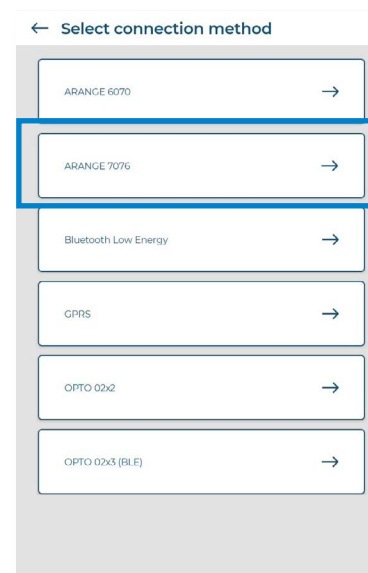 ← Select connection method
ARANGE 6070 →
ARANGE 7076 →
Bluetooth Low Energy →
GPRS →
OPTO 02x2 →
OPTO 02x3 (BLE) →